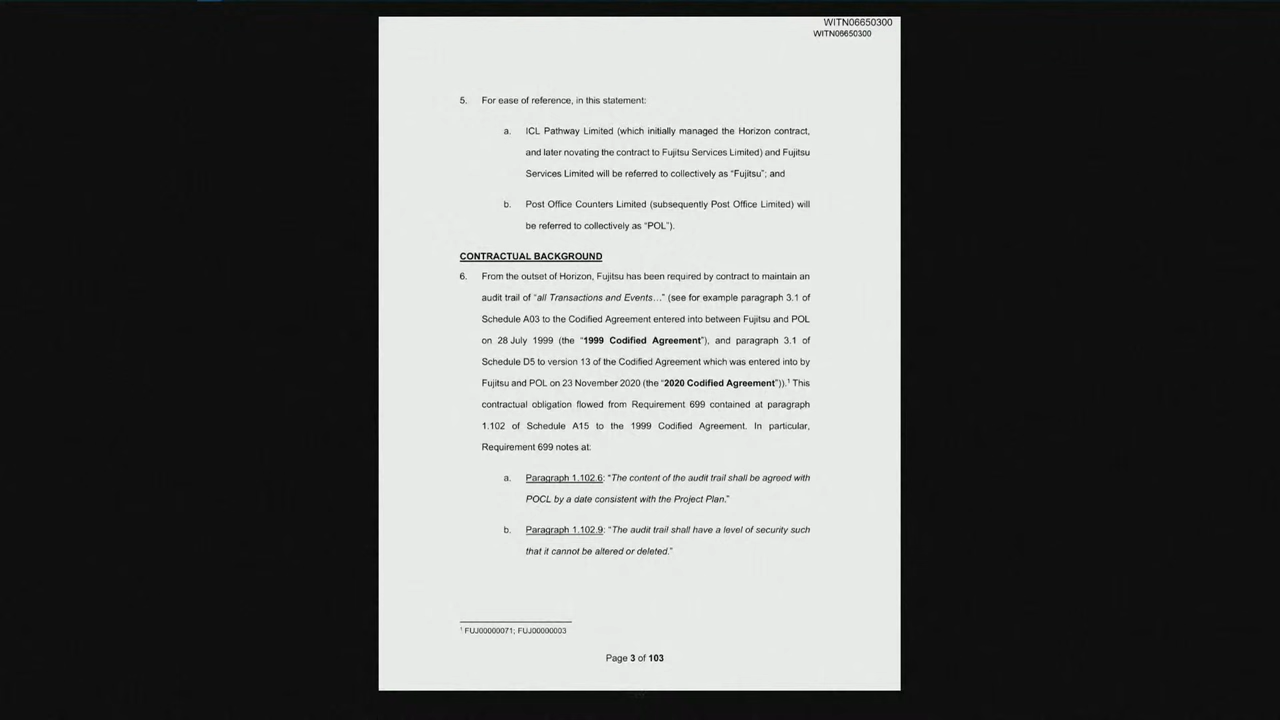 WITN06650300
WITN06650300
5. For ease of reference, in this statement:
a. ICL Pathway Limited (which initially managed the Horizon contract,
and later novating the contract to Fujitsu Services Limited) and Fujitsu
Services Limited will be referred to collectively as “Fujitsu”; and
b. Post Office Counters Limited (subsequently Post Office Limited) will
be referred to collectively as “POL”).
CONTRACTUAL BACKGROUND
6. From the outset of Horizon, Fujitsu has been required by contract to maintain an
audit trail of “all Transactions and Events…” (see for example paragraph 3.1 of
Schedule A03 to the Codified Agreement entered into between Fujitsu and POL
on 28 July 1999 (the “1999 Codified Agreement”), and paragraph 3.1 of
Schedule D5 to version 13 of the Codified Agreement which was entered into by
Fujitsu and POL on 23 November 2020 (the “2020 Codified Agreement”)).¹ This
contractual obligation flowed from Requirement 699 contained at paragraph
1.102 of Schedule A15 to the 1999 Codified Agreement. In particular,
Requirement 699 notes at:
a. Paragraph 1.102.6: “The content of the audit trail shall be agreed with
POCL by a date consistent with the Project Plan.”
b. Paragraph 1.102.9: “The audit trail shall have a level of security such
that it cannot be altered or deleted.”
¹ FUJ00000071; FUJ00000003
Page 3 of 103